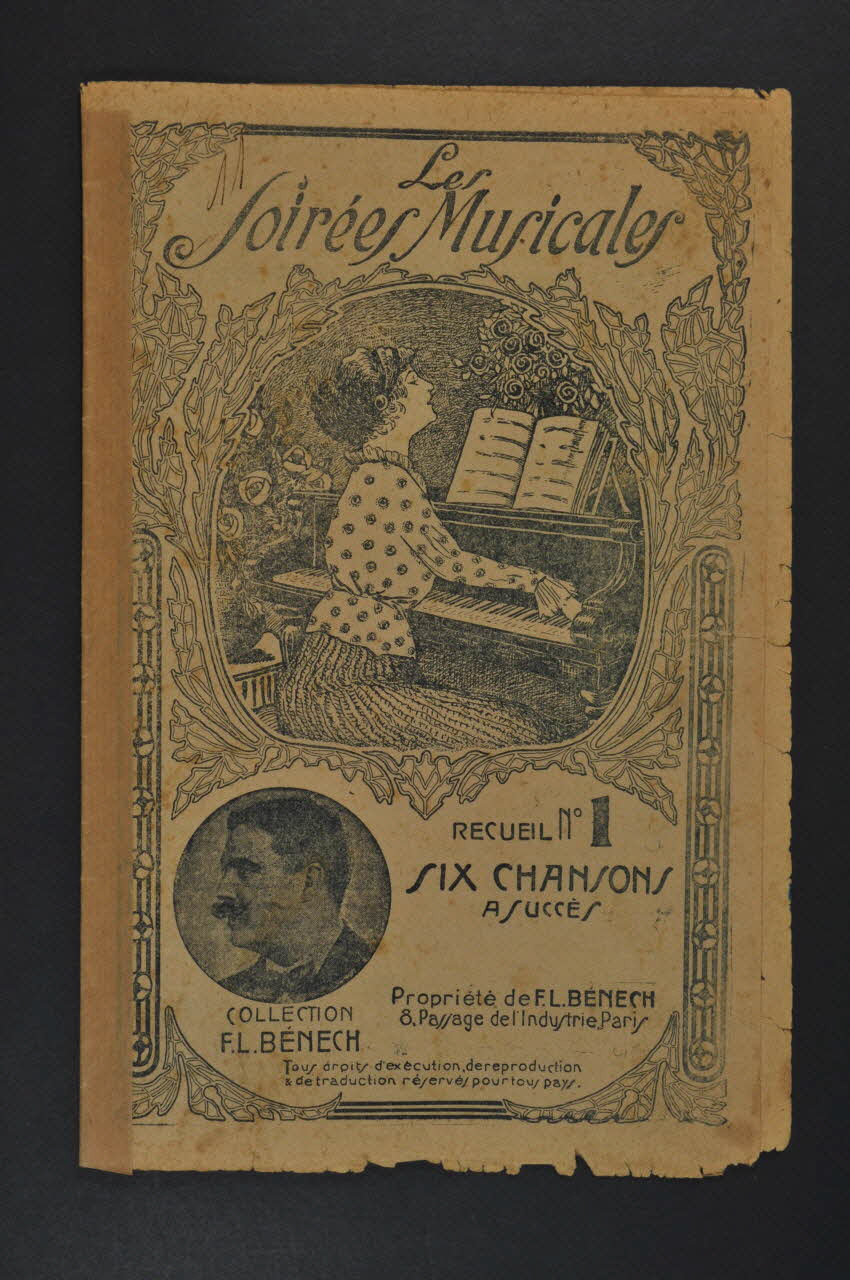 Les
Soirées Musicales
RECUEIL N° 1
SIX CHANSONS
A SUCCÈS
COLLECTION
F.L. BÉNECH
Propriété de F.L. BÉNECH
8, Passage de l'Industrie, Paris
Tous droits d'exécution, de reproduction
& de traduction réservés pour tous pays.